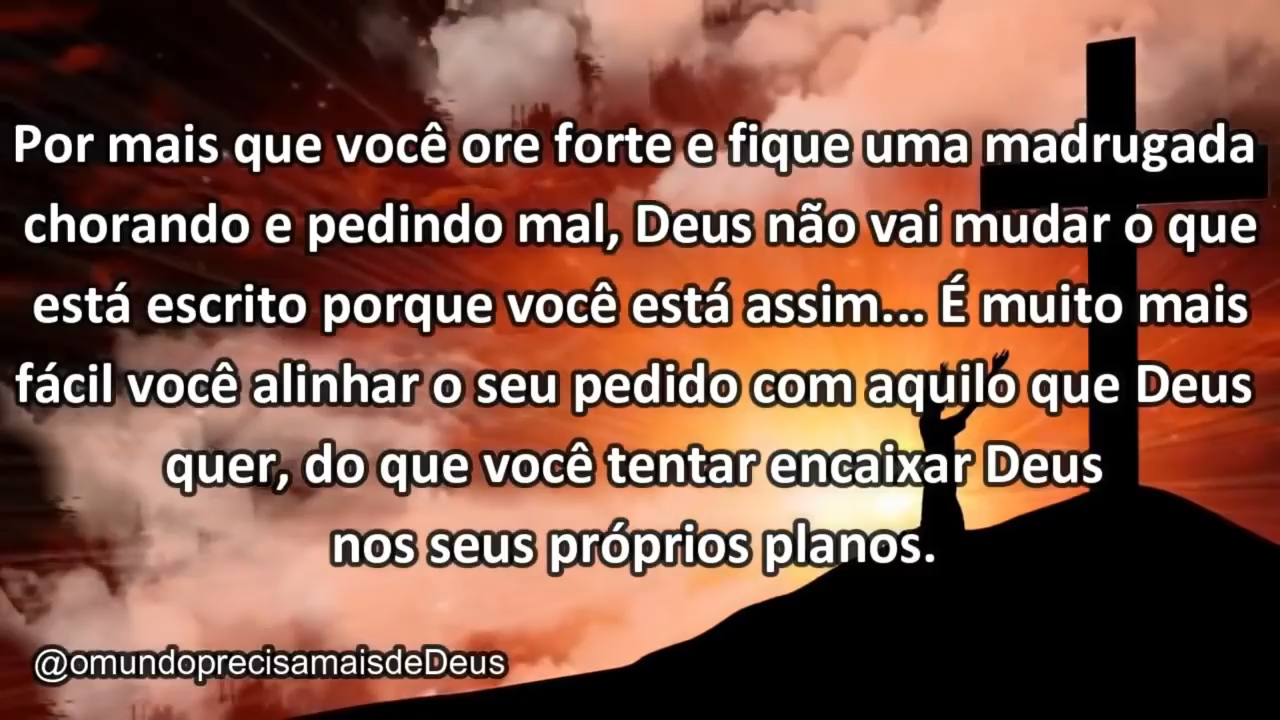 Por mais que você ore forte e fique uma madrugada
chorando e pedindo mal, Deus não vai mudar o que
está escrito porque você está assim... É muito mais
fácil você alinhar o seu pedido com aquilo que Deus
quer, do que você tentar encaixar Deus
nos seus próprios planos.
@omundoprecisamaisdeDeus